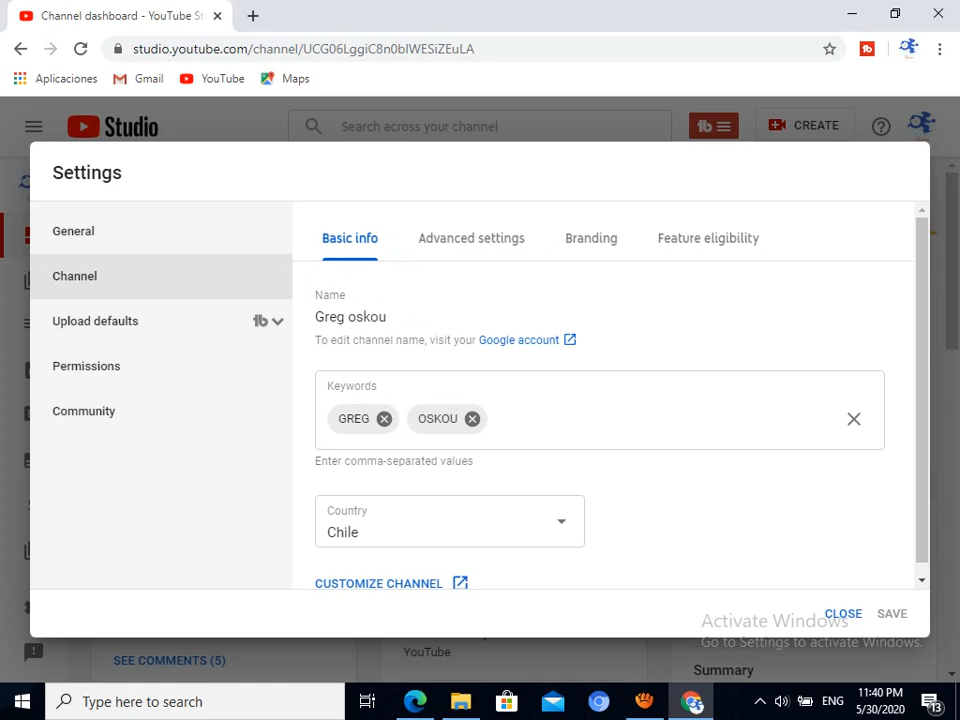 Channel dashboard - YouTube St
studio.youtube.com/channel/UCG06LggiC8n0bIWESiZEuLA
Aplicaciones
Gmail
YouTube
Maps
Studio
Search across your channel
tb
CREATE
Settings
General
Basic info
Advanced settings
Branding
Feature eligibility
Channel
Name
Greg oskou
Upload defaults
tb
To edit channel name, visit your Google account
Permissions
Keywords
Community
GREG
OSKOU
Enter comma-separated values
Country
Chile
CUSTOMIZE CHANNEL
CLOSE
SAVE
Activate Windows
Go to Settings to activate Windows.
SEE COMMENTS (5)
YouTube
Summary
Type here to search
ENG
11:40 PM
5/30/2020
13